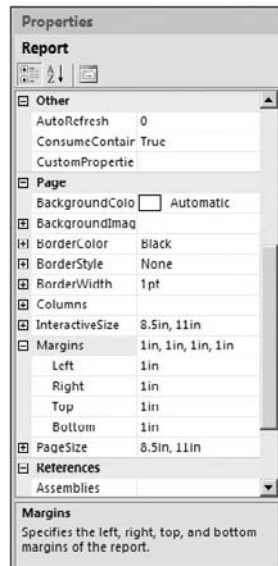 Properties
Report
Other
AutoRefresh 0
ConsumeContair True
CustomPropertie
Page
BackgroundColo Automatic
BackgroundImag
BorderColor Black
BorderStyle None
BorderWidth 1pt
Columns
InteractiveSize 8.5in, 11in
Margins 1in, 1in, 1in, 1in
Left 1in
Right 1in
Top 1in
Bottom 1in
PageSize 8.5in, 11in
References
Assemblies
Margins
Specifies the left, right, top, and bottom
margins of the report.